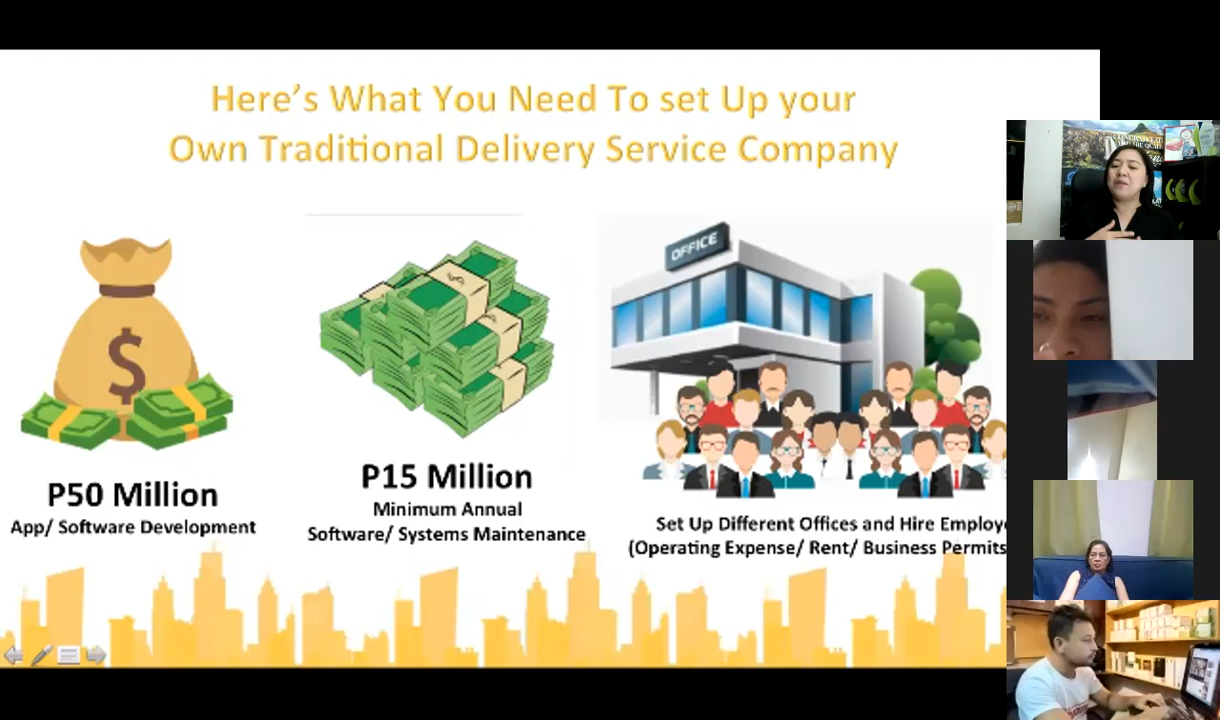 Here's What You Need To set Up your
Own Traditional Delivery Service Company
OFFICE
P50 Million
App/ Software Development
P15 Million
Minimum Annual
Software/ Systems Maintenance
Set Up Different Offices and Hire Employe
(Operating Expense/ Rent/ Business Permits